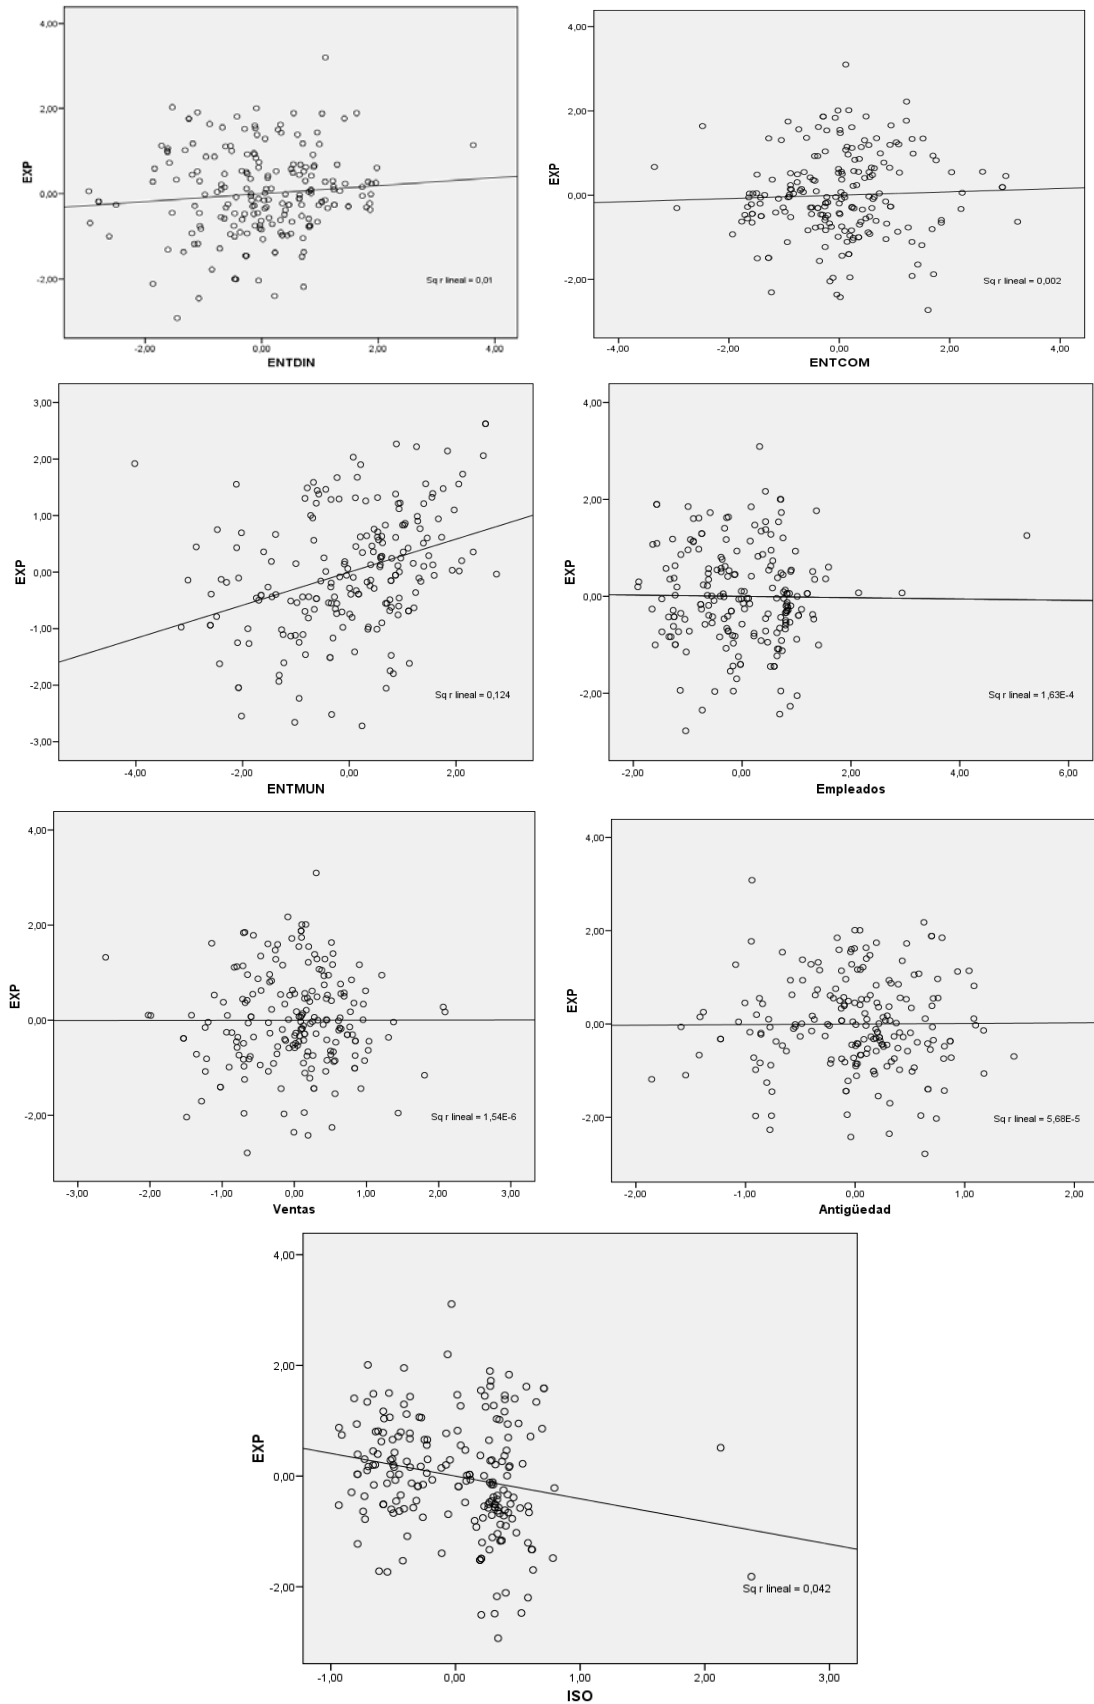 4,00
2,00
0,00
-2,00
EXP
Sq r lineal = 0,01
-2,00 0,00 2,00 4,00
ENTDIN
4,00
2,00
0,00
-2,00
EXP
Sq r lineal = 0,002
-4,00 -2,00 0,00 2,00 4,00
ENTCOM
3,00
2,00
1,00
0,00
-1,00
-2,00
-3,00
EXP
Sq r lineal = 0,124
-4,00 -2,00 0,00 2,00
ENTMUN
4,00
2,00
0,00
-2,00
EXP
Sq r lineal = 1,63E-4
-2,00 0,00 2,00 4,00 6,00
Empleados
4,00
2,00
0,00
-2,00
EXP
Sq r lineal = 1,54E-6
-3,00 -2,00 -1,00 0,00 1,00 2,00 3,00
Ventas
4,00
2,00
0,00
-2,00
EXP
Sq r lineal = 5,68E-5
-2,00 -1,00 0,00 1,00 2,00
Antigüedad
4,00
2,00
0,00
-2,00
EXP
Sq r lineal = 0,042
-1,00 0,00 1,00 2,00 3,00
ISO